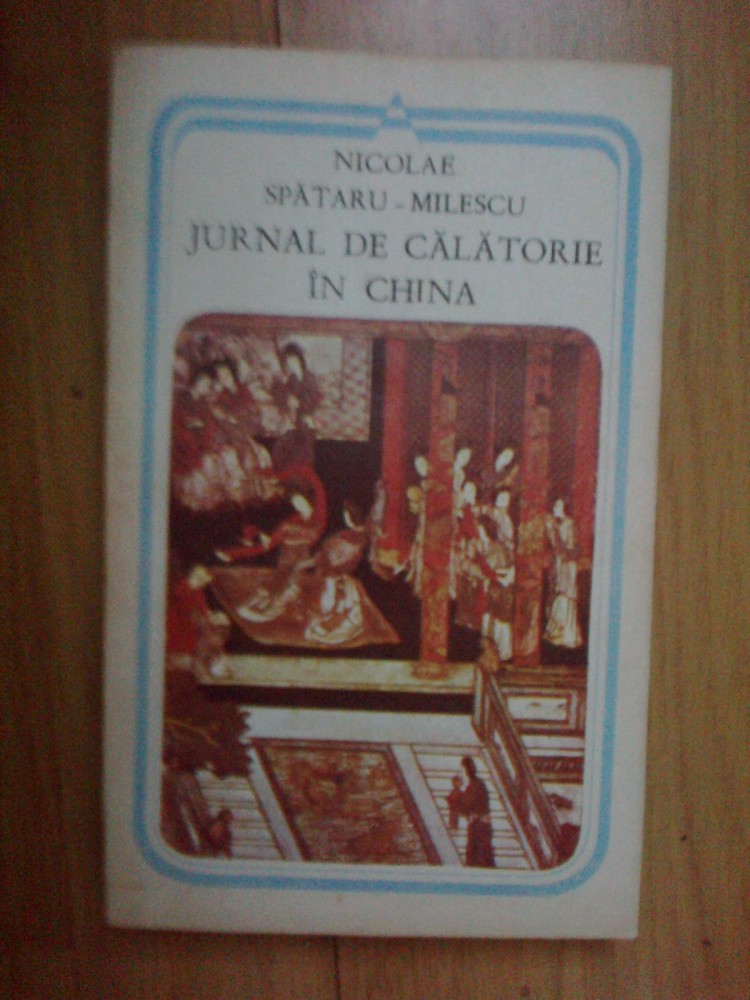 NICOLAE
SPĂTARU-MILESCU
JURNAL DE CĂLĂTORIE
ÎN CHINA